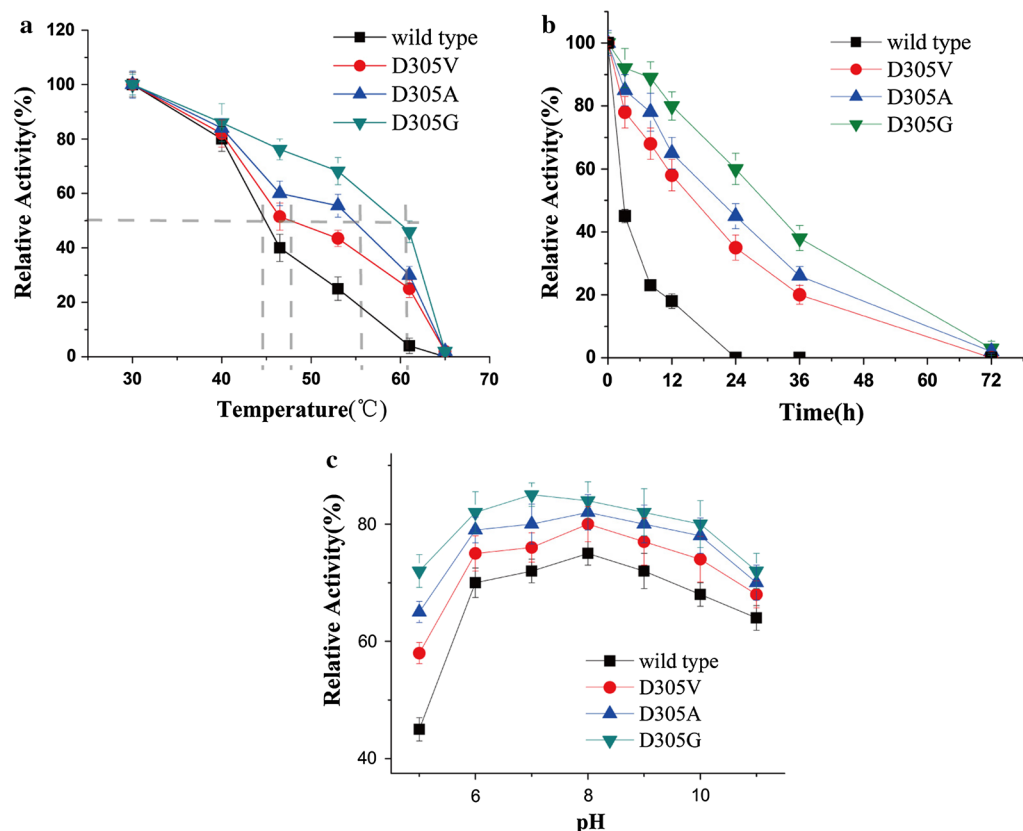 a
Relative Activity(%)
120
100
80
60
40
20
0
30
40
50
60
70
Temperature(℃)
wild type
D305V
D305A
D305G
b
Relative Activity(%)
100
80
60
40
20
0
0
12
24
36
48
60
72
Time(h)
wild type
D305V
D305A
D305G
c
Relative Activity(%)
80
60
40
6
8
10
pH
wild type
D305V
D305A
D305G